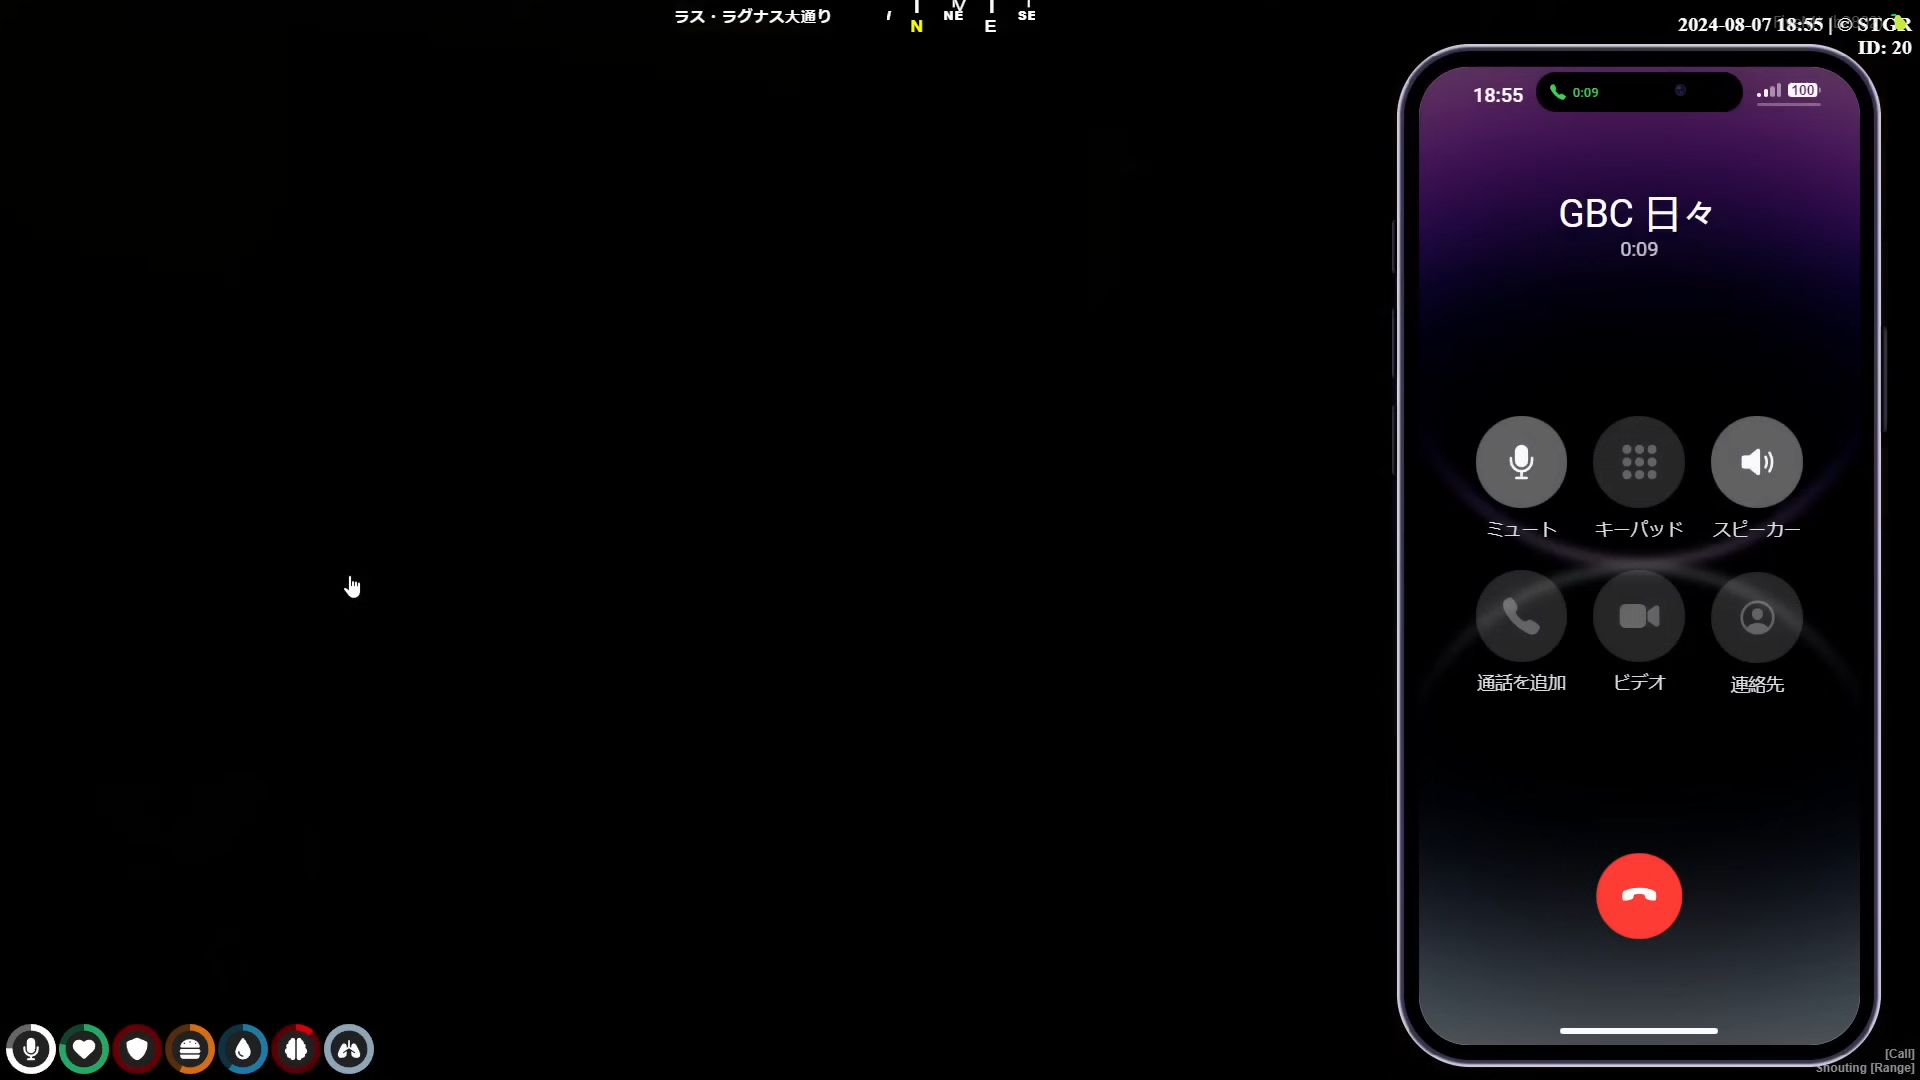 ラス・ラグナス大通り
N
NE
E
SE
2024-08-07 18:55 | © STGR
ID: 20
18:55
0:09
100
GBC 日々
0:09
ミュート
キーパッド
スピーカー
通話を追加
ビデオ
連絡先
[Call]
Shouting [Range]